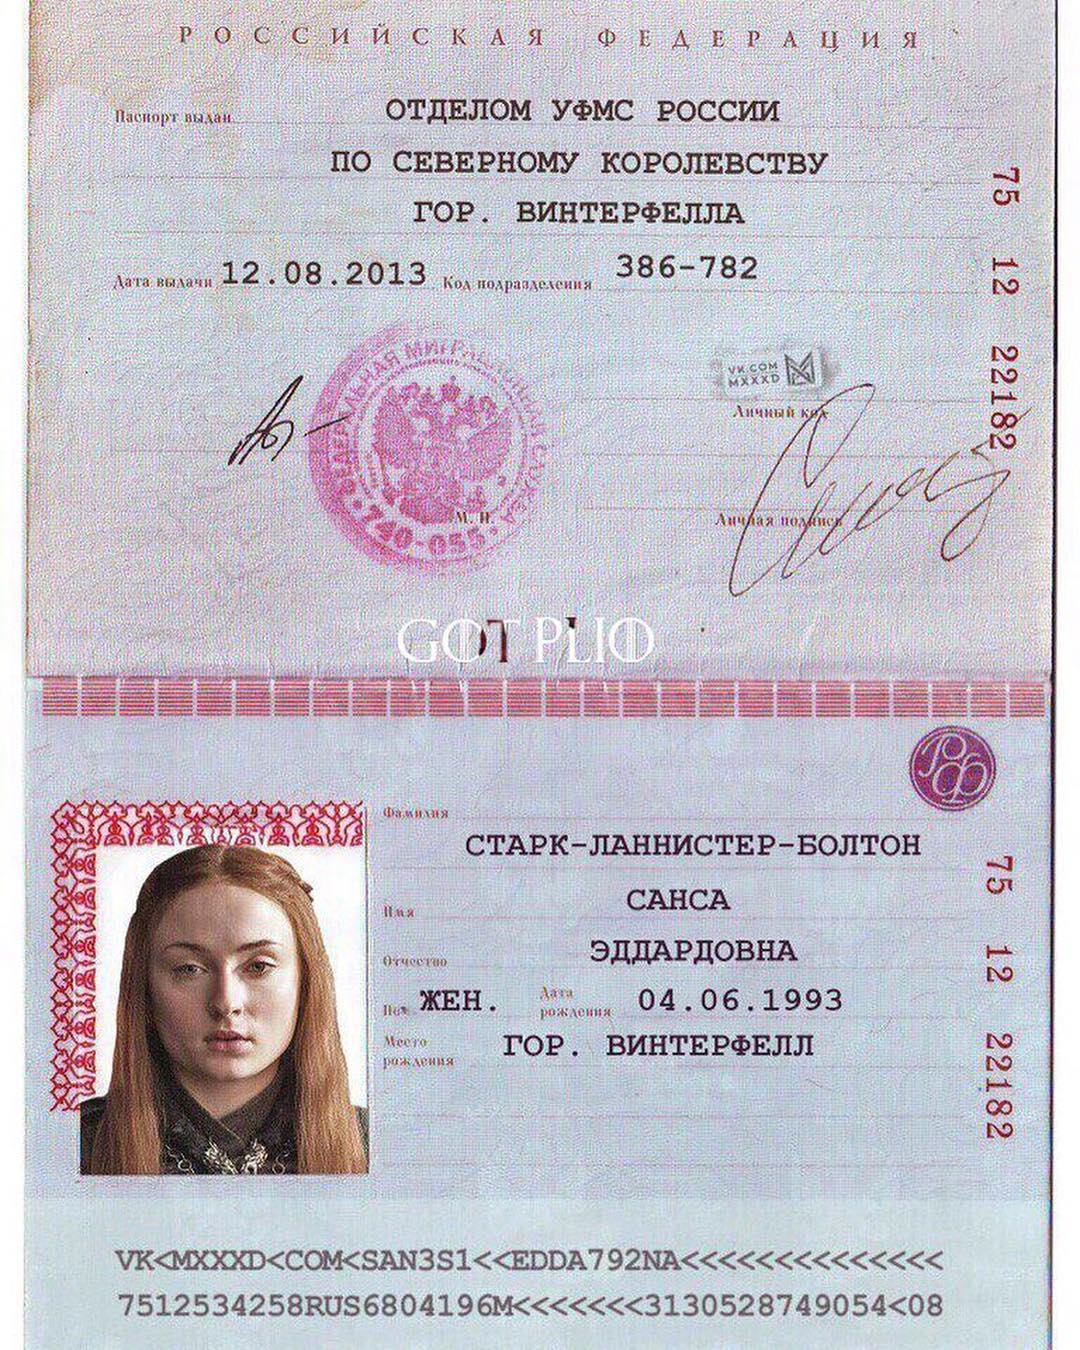 РОССИЙСКАЯ ФЕДЕРАЦИЯ
Паспорт выдан ОТДЕЛОМ УФМС РОССИИ
ПО СЕВЕРНОМУ КОРОЛЕВСТВУ
ГОР. ВИНТЕРФЕЛЛА
Дата выдачи 12.08.2013 Код подразделения 386-782
75 12 22182
VK.COM
MXXXD
Личный код
ФЕДЕРАЛЬНАЯ МИГРАЦИОННАЯ СЛУЖБА
740-055
М. П.
Личная подпись
GOT
РФ
Фамилия
СТАРК-ЛАННИСТЕР-БОЛТОН
Имя САНСА
Отчество ЭДДАРДОВНА
Пол ЖЕН. Дата рождения 04.06.1993
Место рождения ГОР. ВИНТЕРФЕЛЛ
75 12 22182
VK<MXXXD<COM<SAN3S1<<EDDA792NA<<<<<<<<<<<<<<
7512534258RUS6804196M<<<<<<<3130528749054<08